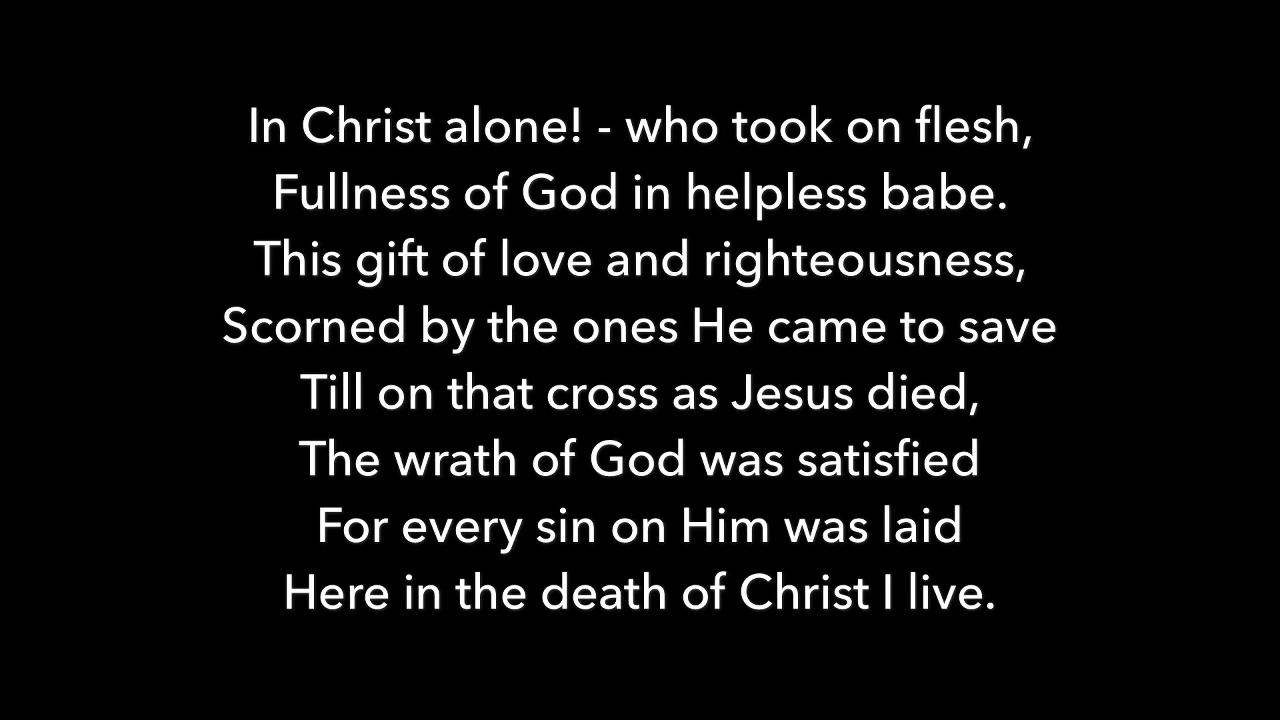 In Christ alone! - who took on flesh,
Fullness of God in helpless babe.
This gift of love and righteousness,
Scorned by the ones He came to save
Till on that cross as Jesus died,
The wrath of God was satisfied
For every sin on Him was laid
Here in the death of Christ I live.